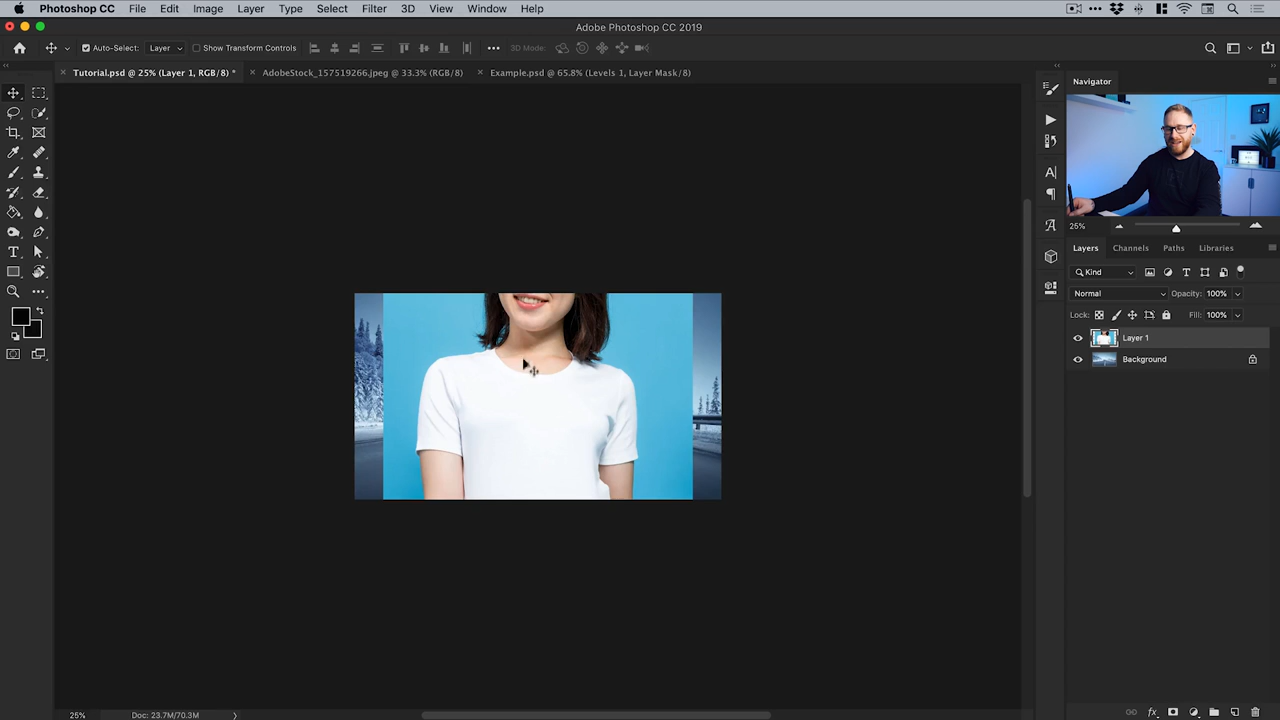 Photoshop CC File Edit Image Layer Type Select Filter 3D View Window Help
Adobe Photoshop CC 2019
Auto-Select: Layer Show Transform Controls 3D Mode:
Tutorial.psd @ 25% (Layer 1, RGB/8) * AdobeStock_157519266.jpeg @ 33.3% (RGB/8) Example.psd @ 65.8% (Levels 1, Layer Mask/8)
Navigator
25%
Layers Channels Paths Libraries
Kind
Normal Opacity: 100%
Lock: Fill: 100%
Layer 1
Background
25% Doc: 23.7M/70.3M